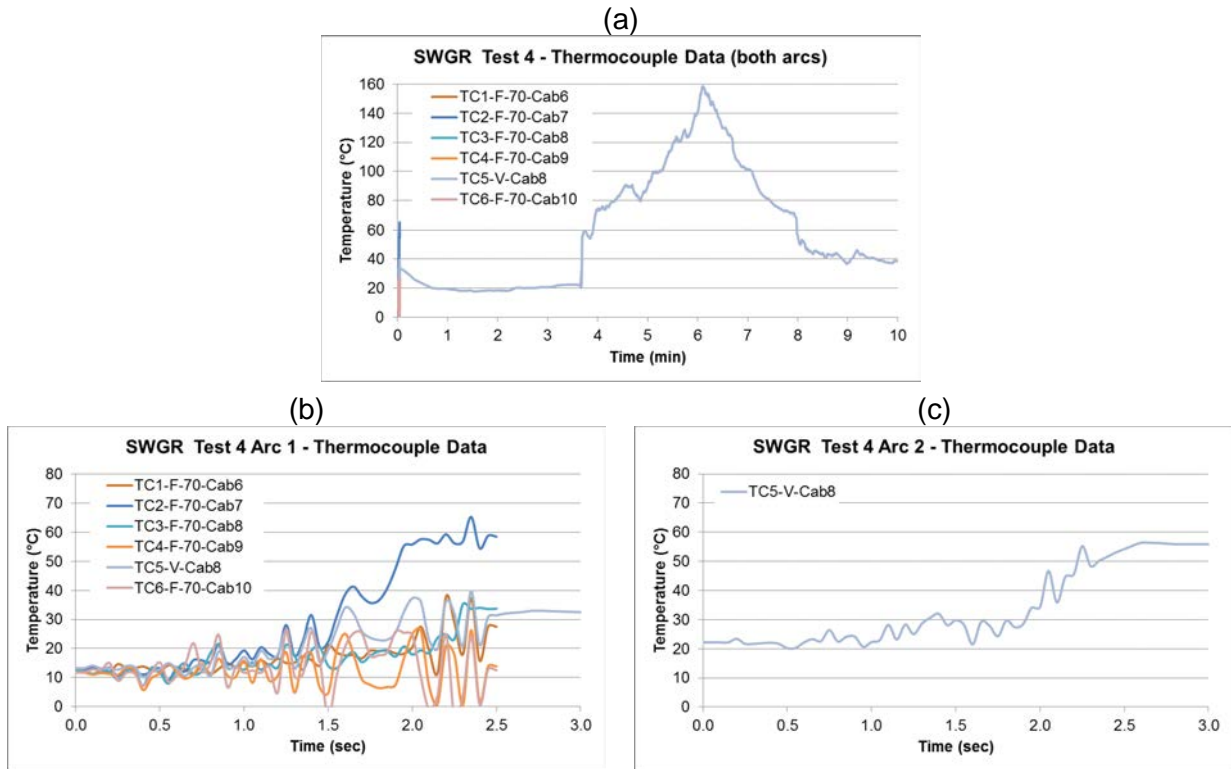 (a)
SWGR Test 4 - Thermocouple Data (both arcs)
160
140
120
100
80
60
40
20
0
Temperature (°C)
TC1-F-70-Cab6
TC2-F-70-Cab7
TC3-F-70-Cab8
TC4-F-70-Cab9
TC5-V-Cab8
TC6-F-70-Cab10
0 1 2 3 4 5 6 7 8 9 10
Time (min)
(b)
SWGR Test 4 Arc 1 - Thermocouple Data
80
70
60
50
40
30
20
10
0
Temperature (°C)
TC1-F-70-Cab6
TC2-F-70-Cab7
TC3-F-70-Cab8
TC4-F-70-Cab9
TC5-V-Cab8
TC6-F-70-Cab10
0.0 0.5 1.0 1.5 2.0 2.5 3.0
Time (sec)
(c)
SWGR Test 4 Arc 2 - Thermocouple Data
80
70
60
50
40
30
20
10
0
Temperature (°C)
TC5-V-Cab8
0.0 0.5 1.0 1.5 2.0 2.5 3.0
Time (sec)